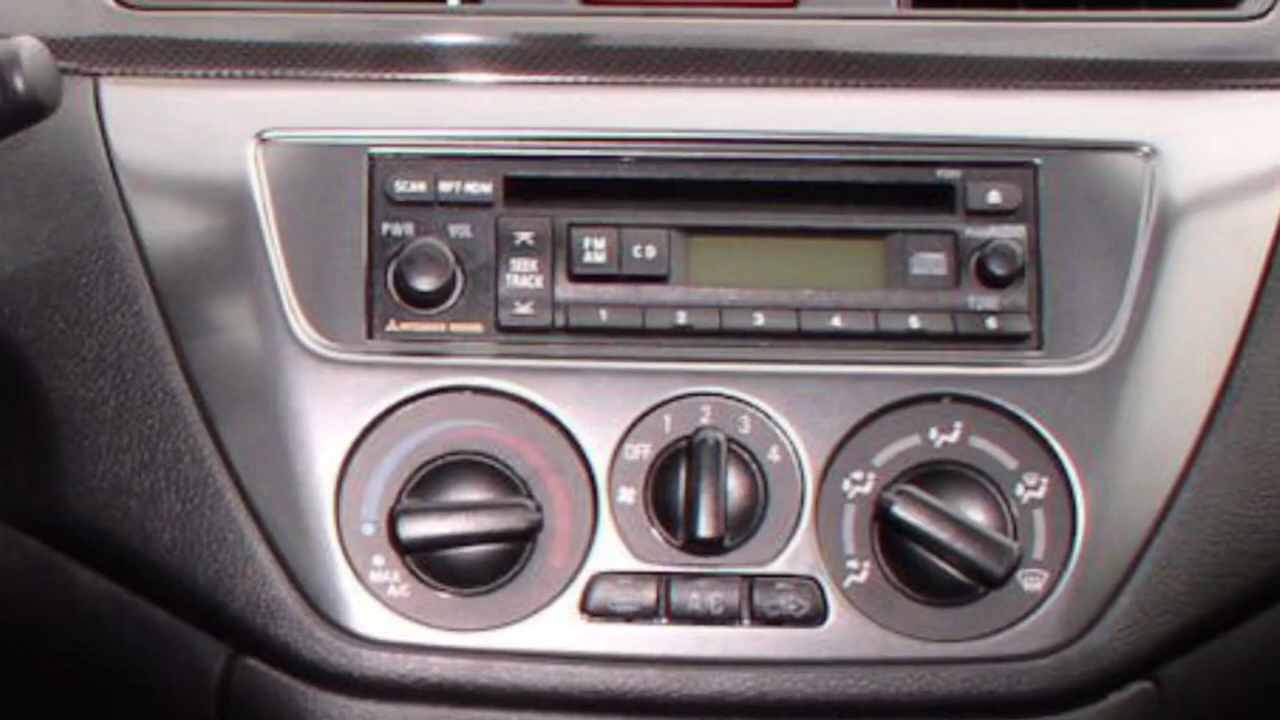 SCAN RPT-RDM
PWR VOL
FM
AM
CD
SEEK
TRACK
TUNE
1 2 3 4 5 6
OFF 1 2 3 4
MAX
A/C
A/C